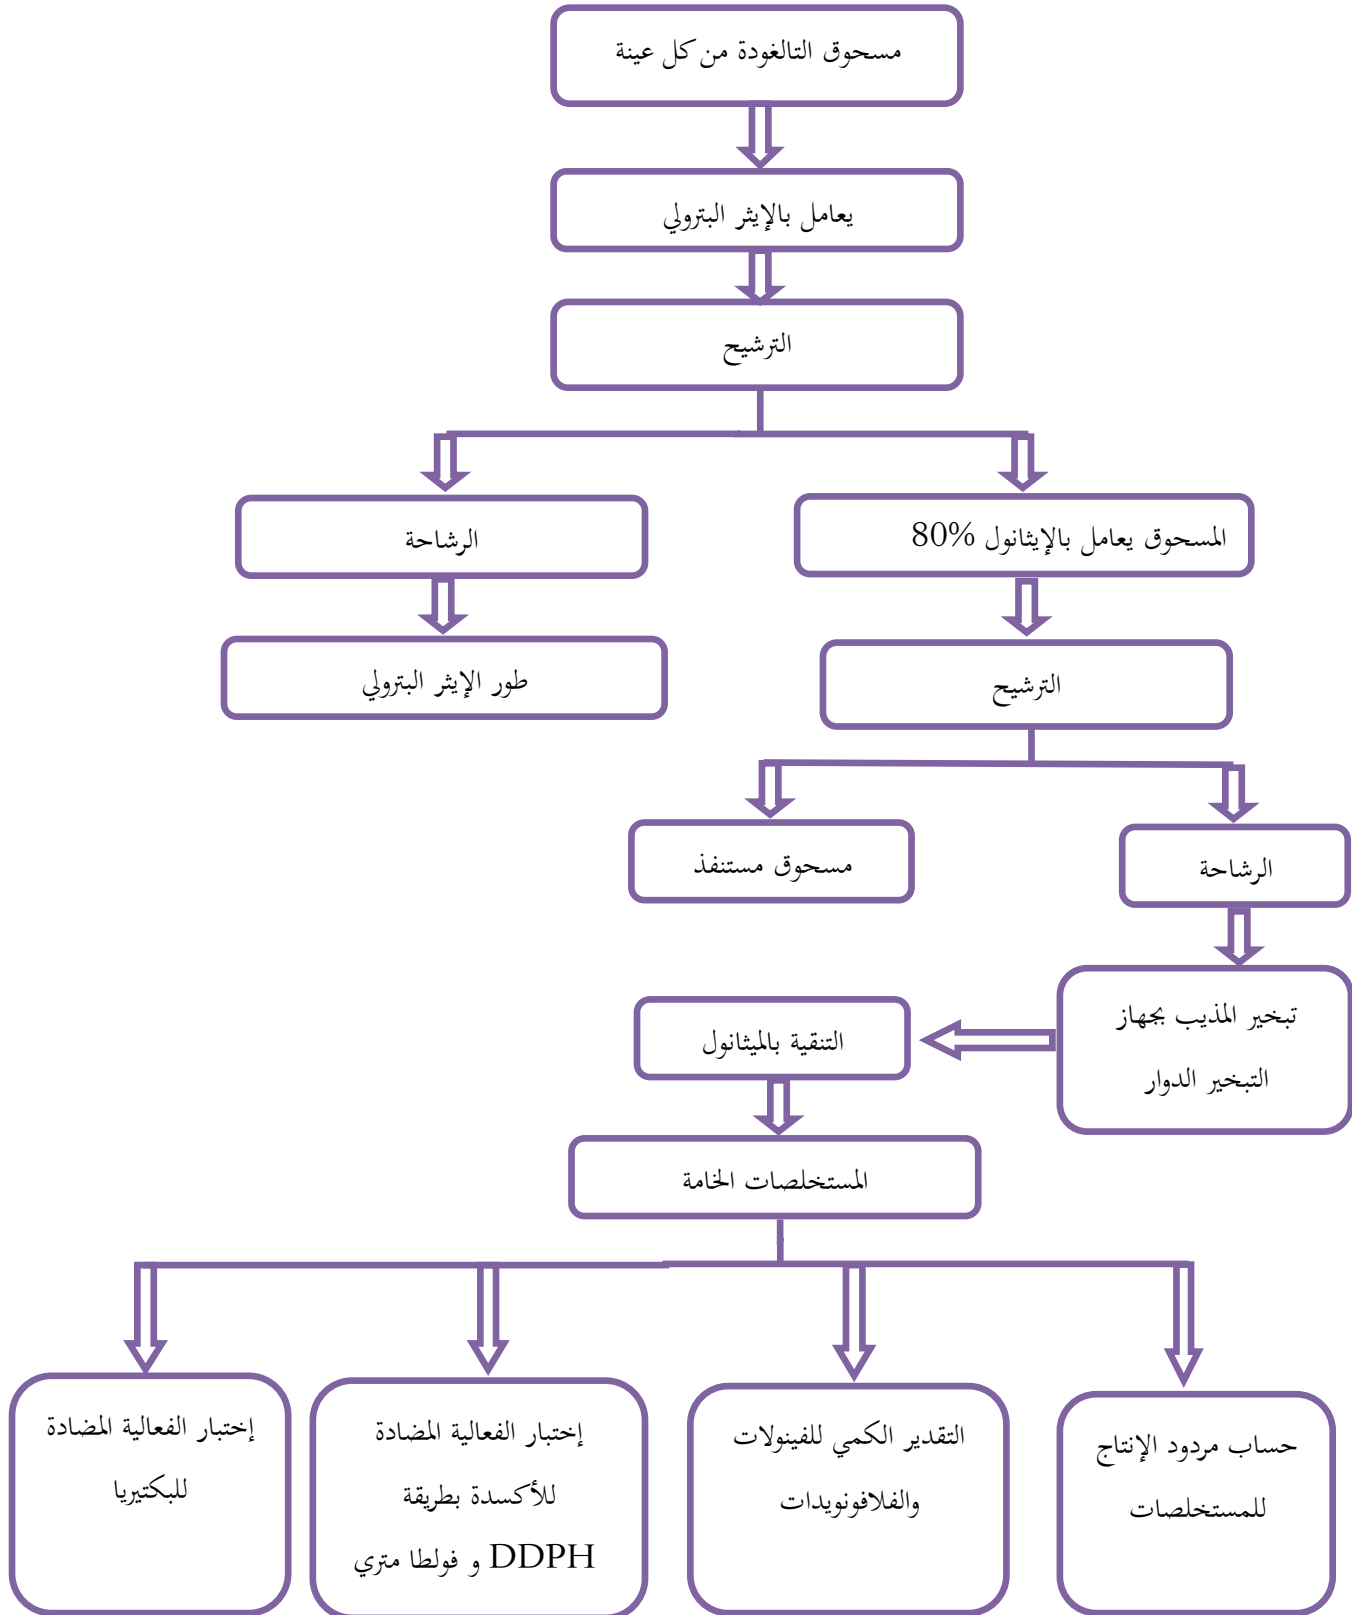 مسحوق التالغودة من كل عينة
يعامل بالإيثر البترولي
الترشيح
المسحوق يعامل بالإيثانول %80
الرشاحة
طور الإيثر البترولي
الترشيح
مسحوق مستنفذ
الرشاحة
تبخير المذيب بجهاز
التبخير الدوار
التنقية بالميثانول
المستخلصات الخامة
حساب مردود الإنتاج
للمستخلصات
التقدير الكمي للفينولات
والفلافونويدات
إختبار الفعالية المضادة
للأكسدة بطريقة
DDPH و فولطا متري
إختبار الفعالية المضادة
للبكتيريا